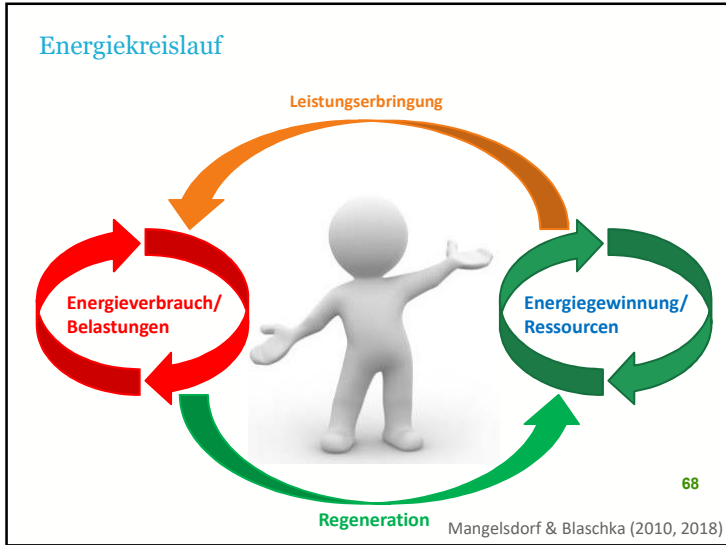 Energiekreislauf
Leistungserbringung
Energieverbrauch/
Belastungen
Energiegewinnung/
Ressourcen
Regeneration
68
Mangelsdorf & Blaschka (2010, 2018)